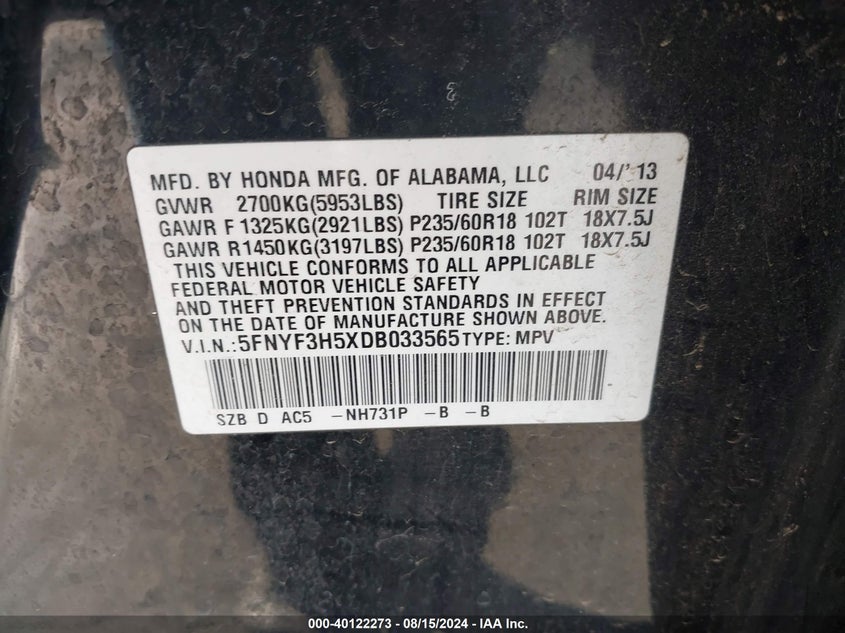 MFD. BY HONDA MFG. OF ALABAMA, LLC 04/'13
GVWR 2700KG(5953LBS) TIRE SIZE RIM SIZE
GAWR F 1325KG(2921LBS) P235/60R18 102T 18X7.5J
GAWR R1450KG(3197LBS) P235/60R18 102T 18X7.5J
THIS VEHICLE CONFORMS TO ALL APPLICABLE
FEDERAL MOTOR VEHICLE SAFETY
AND THEFT PREVENTION STANDARDS IN EFFECT
ON THE DATE OF MANUFACTURE SHOWN ABOVE.
V.I.N.:5FNYF3H5XDB033565 TYPE: MPV
SZB D AC5 -NH731P -B -B
000-40122273 - 08/15/2024 - IAA Inc.